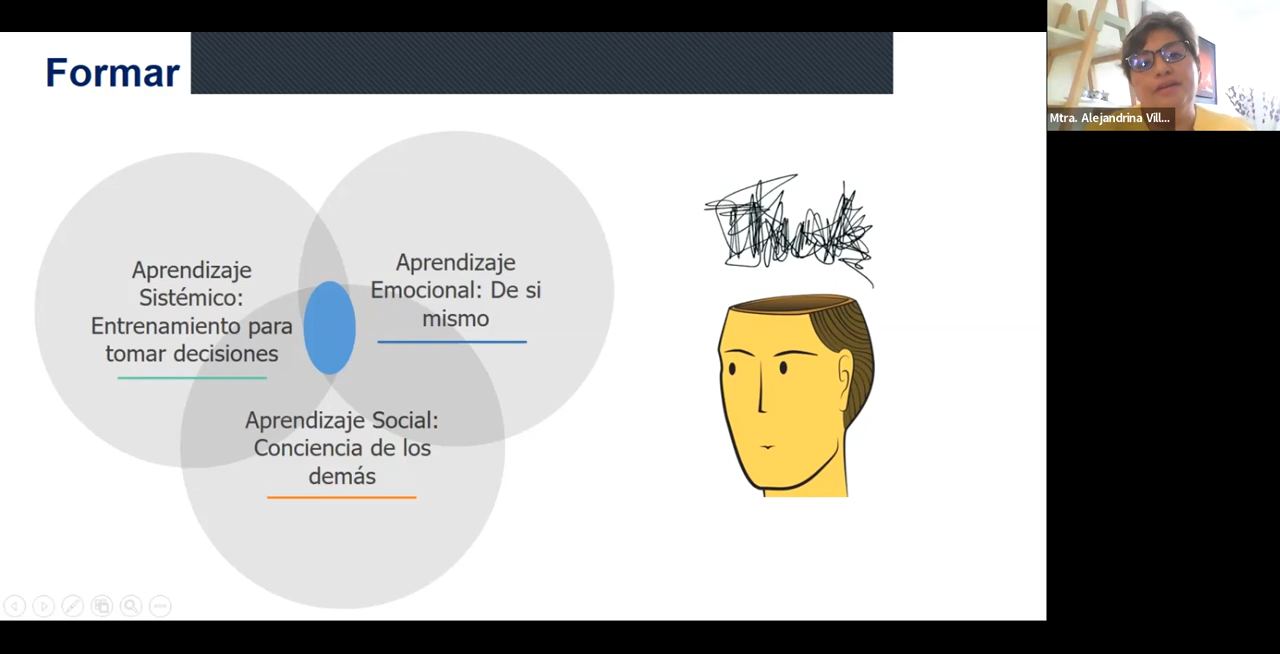 Formar
Mtra. Alejandrina Vill...
Aprendizaje
Sistémico:
Entrenamiento para
tomar decisiones
Aprendizaje
Emocional: De si
mismo
Aprendizaje Social:
Conciencia de los
demás